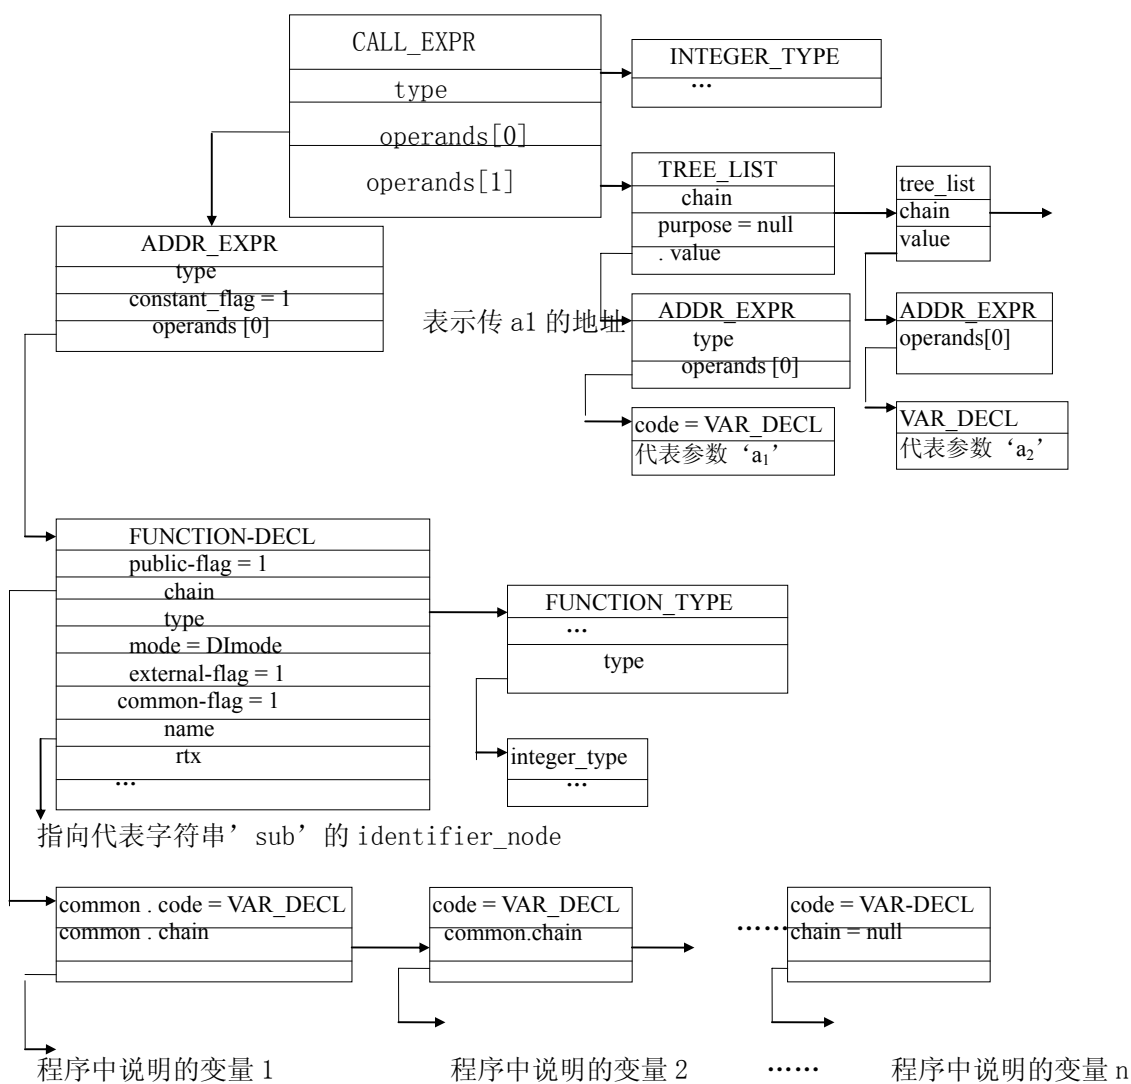 CALL_EXPR
type
operands[0]
operands[1]
INTEGER_TYPE
…
TREE_LIST
chain
purpose = null
. value
tree_list
chain
value
ADDR_EXPR
type
constant_flag = 1
operands [0]
表示传 a1 的地址
ADDR_EXPR
type
operands [0]
ADDR_EXPR
operands[0]
code = VAR_DECL
代表参数‘a₁’
VAR_DECL
代表参数‘a₂’
FUNCTION-DECL
public-flag = 1
chain
type
mode = DImode
external-flag = 1
common-flag = 1
name
rtx
…
FUNCTION_TYPE
…
type
integer_type
…
指向代表字符串’sub’的 identifier_node
common . code = VAR_DECL
common . chain
code = VAR_DECL
common.chain
……
code = VAR-DECL
chain = null
程序中说明的变量 1
程序中说明的变量 2
……
程序中说明的变量 n